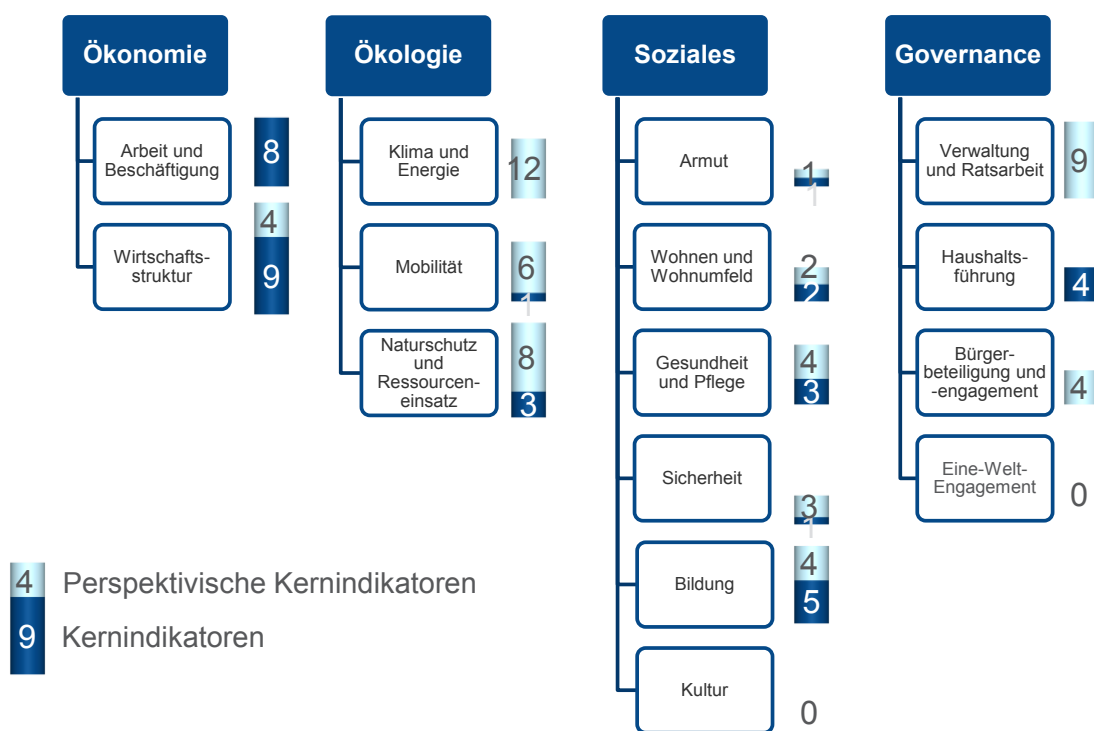 Ökonomie
Arbeit und
Beschäftigung
8
Wirtschafts-
struktur
4
9
Ökologie
Klima und
Energie
12
Mobilität
6
1
Naturschutz
und
Ressourcen-
einsatz
8
3
Soziales
Armut
1
1
Wohnen und
Wohnumfeld
2
2
Gesundheit
und Pflege
4
3
Sicherheit
3
1
Bildung
4
5
Kultur
0
Governance
Verwaltung
und Ratsarbeit
9
Haushalts-
führung
4
Bürger-
beteiligung und
-engagement
4
Eine-Welt-
Engagement
0
4 Perspektivische Kernindikatoren
9 Kernindikatoren